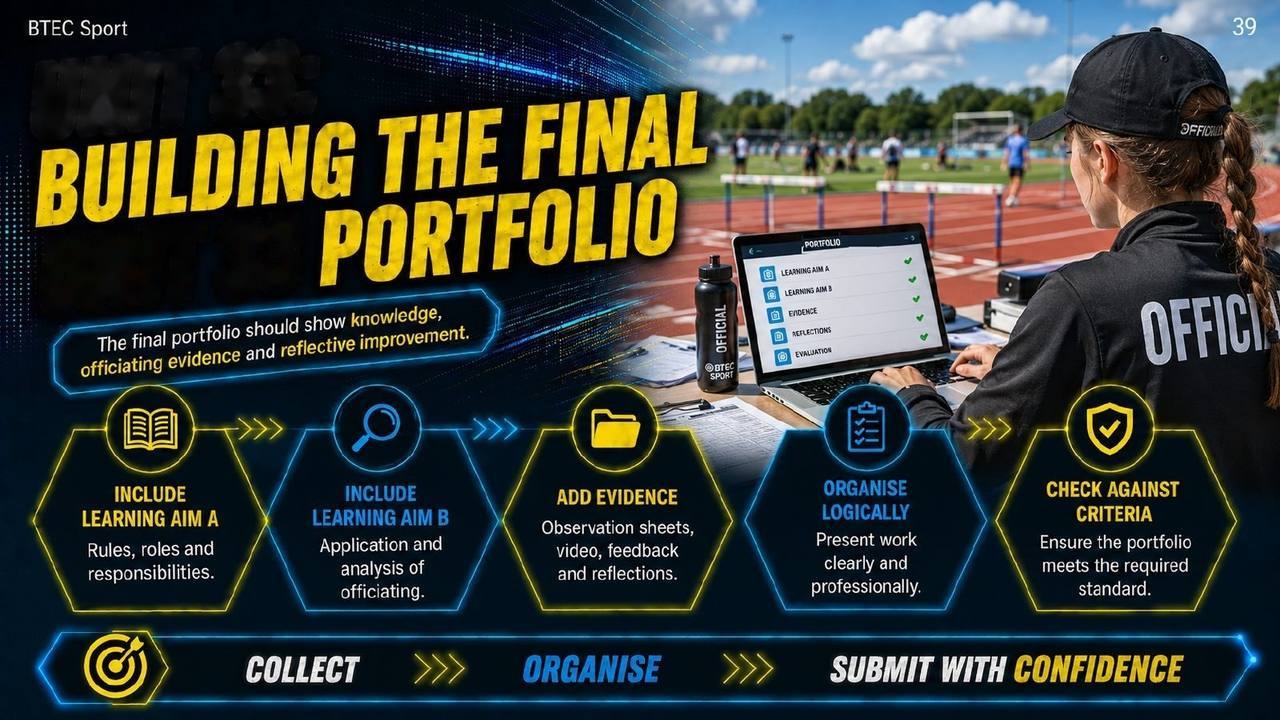 BTEC Sport
39
BUILDING THE FINAL
PORTFOLIO
The final portfolio should show knowledge,
officiating evidence and reflective improvement.
PORTFOLIO
LEARNING AIM A
LEARNING AIM B
EVIDENCE
REFLECTIONS
EVALUATION
OFFICIAL
BTEC
SPORT
OFFICI
INCLUDE
LEARNING AIM A
Rules, roles and
responsibilities.
INCLUDE
LEARNING AIM B
Application and
analysis of
officiating.
ADD EVIDENCE
Observation sheets,
video, feedback
and reflections.
ORGANISE
LOGICALLY
Present work
clearly and
professionally.
CHECK AGAINST
CRITERIA
Ensure the portfolio
meets the required
standard.
COLLECT
ORGANISE
SUBMIT WITH CONFIDENCE